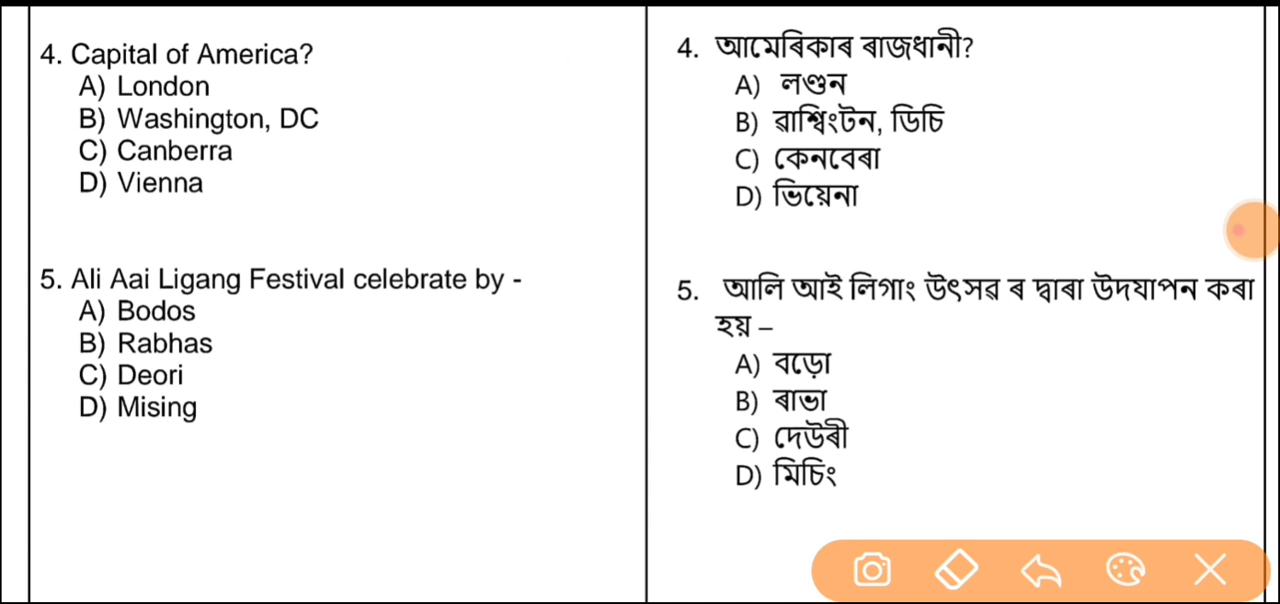 4. Capital of America?
A) London
B) Washington, DC
C) Canberra
D) Vienna
5. Ali Aai Ligang Festival celebrate by -
A) Bodos
B) Rabhas
C) Deori
D) Mising
4. আমেৰিকাৰ ৰাজধানী?
A) লণ্ডন
B) ৱাশ্বিংটন, ডিচি
C) কেনবেৰা
D) ভিয়েনা
5. আলি আই লিগাং উৎসৱ ৰ দ্বাৰা উদযাপন কৰা
হয় –
A) বড়ো
B) ৰাভা
C) দেউৰী
D) মিচিং